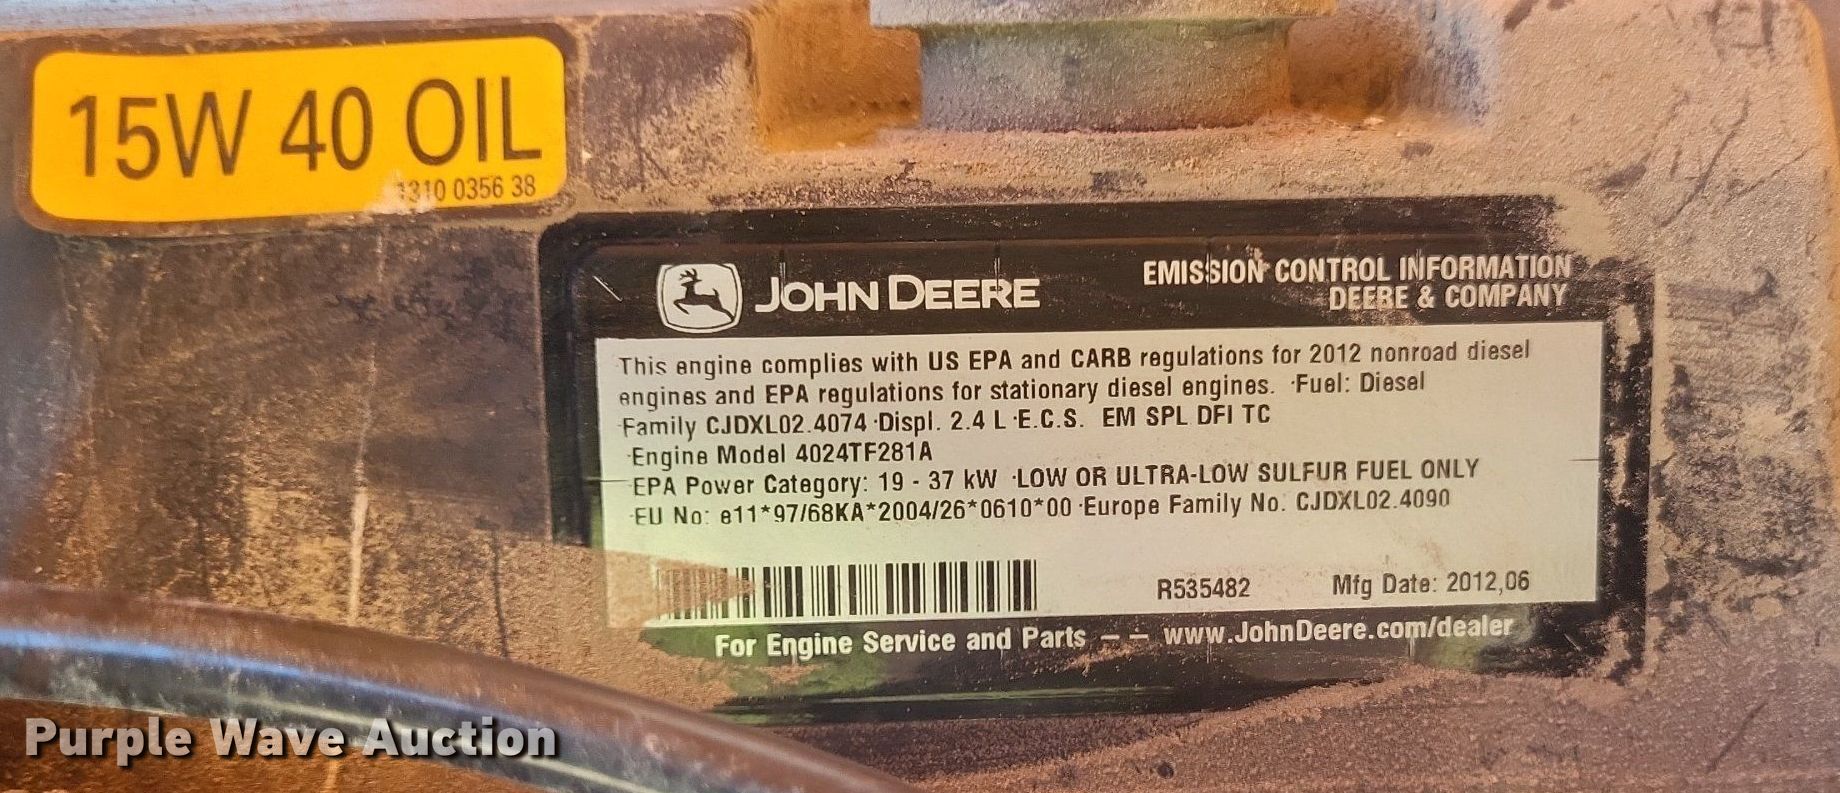 15W 40 OIL
1310 0356 38
JOHN DEERE
EMISSION CONTROL INFORMATION
DEERE & COMPANY
This engine complies with US EPA and CARB regulations for 2012 nonroad diesel
engines and EPA regulations for stationary diesel engines. ·Fuel: Diesel
·Family CJDXL02.4074 ·Displ. 2.4 L ·E.C.S. EM SPL DFI TC
·Engine Model 4024TF281A
·EPA Power Category: 19 - 37 kW ·LOW OR ULTRA-LOW SULFUR FUEL ONLY
·EU No: e11*97/68KA*2004/26*0610*00 ·Europe Family No. CJDXL02.4090
R535482 Mfg Date: 2012,06
For Engine Service and Parts – – www.JohnDeere.com/dealer
Purple Wave Auction